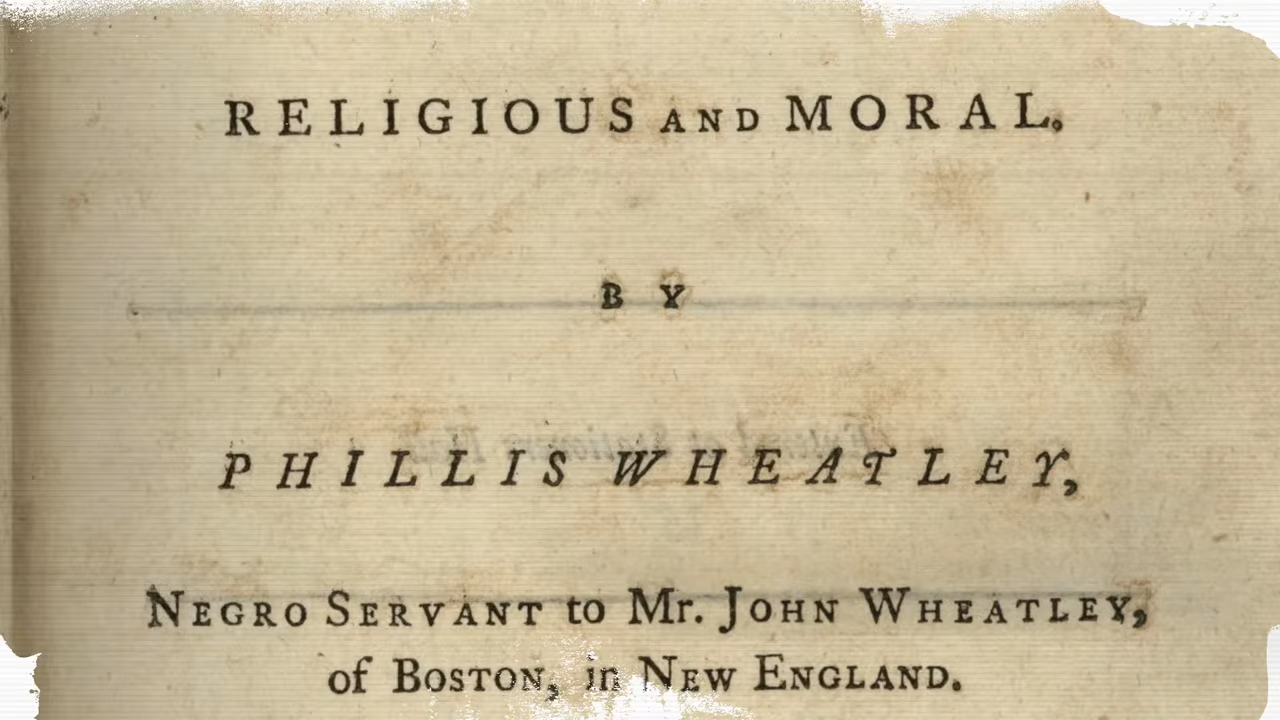 RELIGIOUS AND MORAL.
BY
PHILLIS WHEATLEY,
NEGRO SERVANT to Mr. JOHN WHEATLEY,
of BOSTON, in NEW ENGLAND.